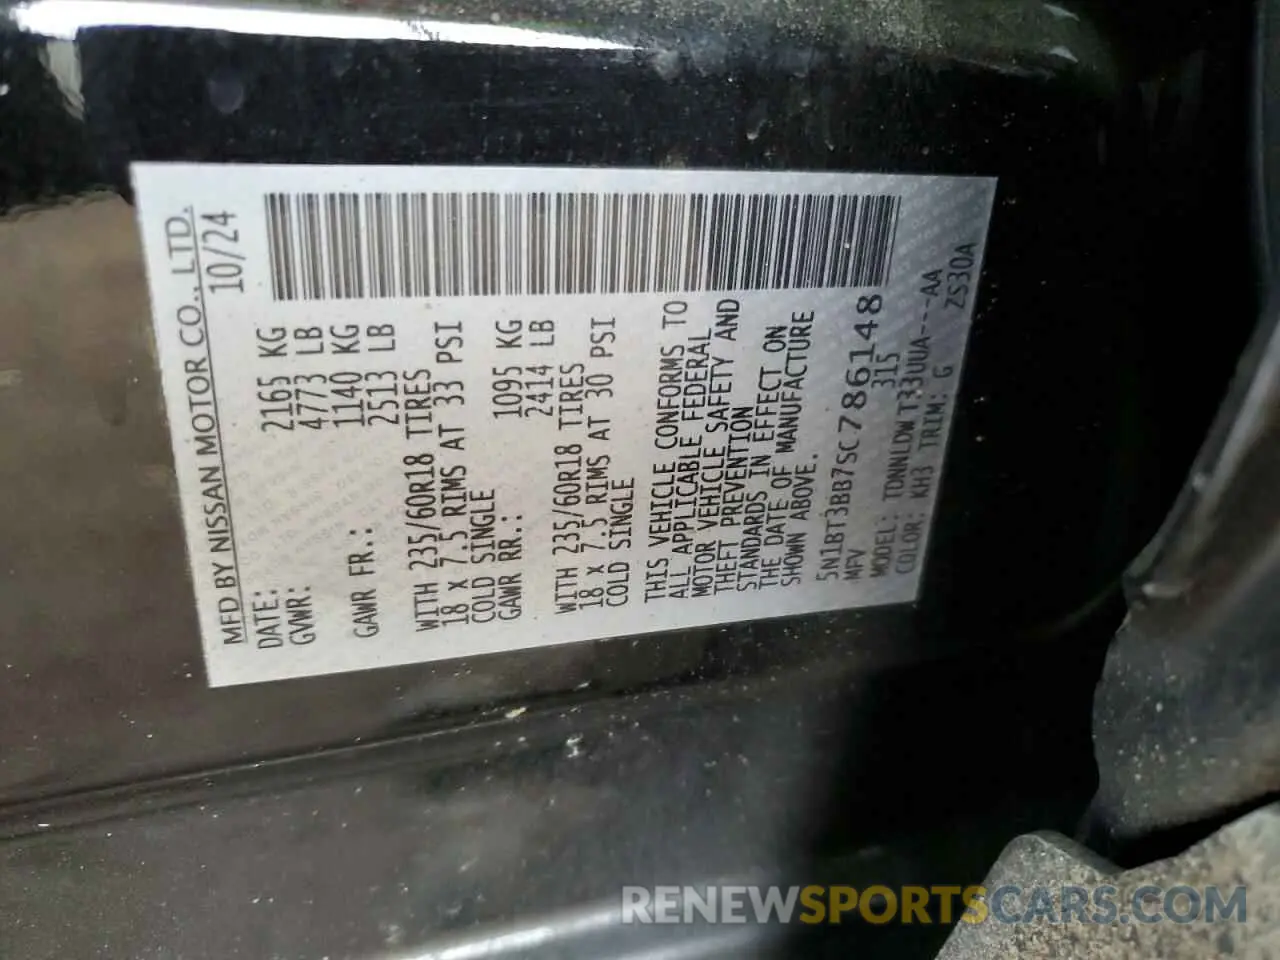 MFD BY NISSAN MOTOR CO., LTD.
DATE: 10/24
GVWR: 2165 KG
4773 LB
GAWR FR.: 1140 KG
2513 LB
WITH 235/60R18 TIRES
18 X 7.5 RIMS AT 33 PSI
COLD SINGLE
GAWR RR.: 1095 KG
2414 LB
WITH 235/60R18 TIRES
18 X 7.5 RIMS AT 30 PSI
COLD SINGLE
THIS VEHICLE CONFORMS TO
ALL APPLICABLE FEDERAL
MOTOR VEHICLE SAFETY AND
THEFT PREVENTION
STANDARDS IN EFFECT ON
THE DATE OF MANUFACTURE
SHOWN ABOVE.
5N1BT3BB7SC786148
MPV 315
MODEL: TDNNLDWT33UUA---AA
COLOR: KH3 TRIM: G ZS30A
RENEWSPORTSCARS.COM